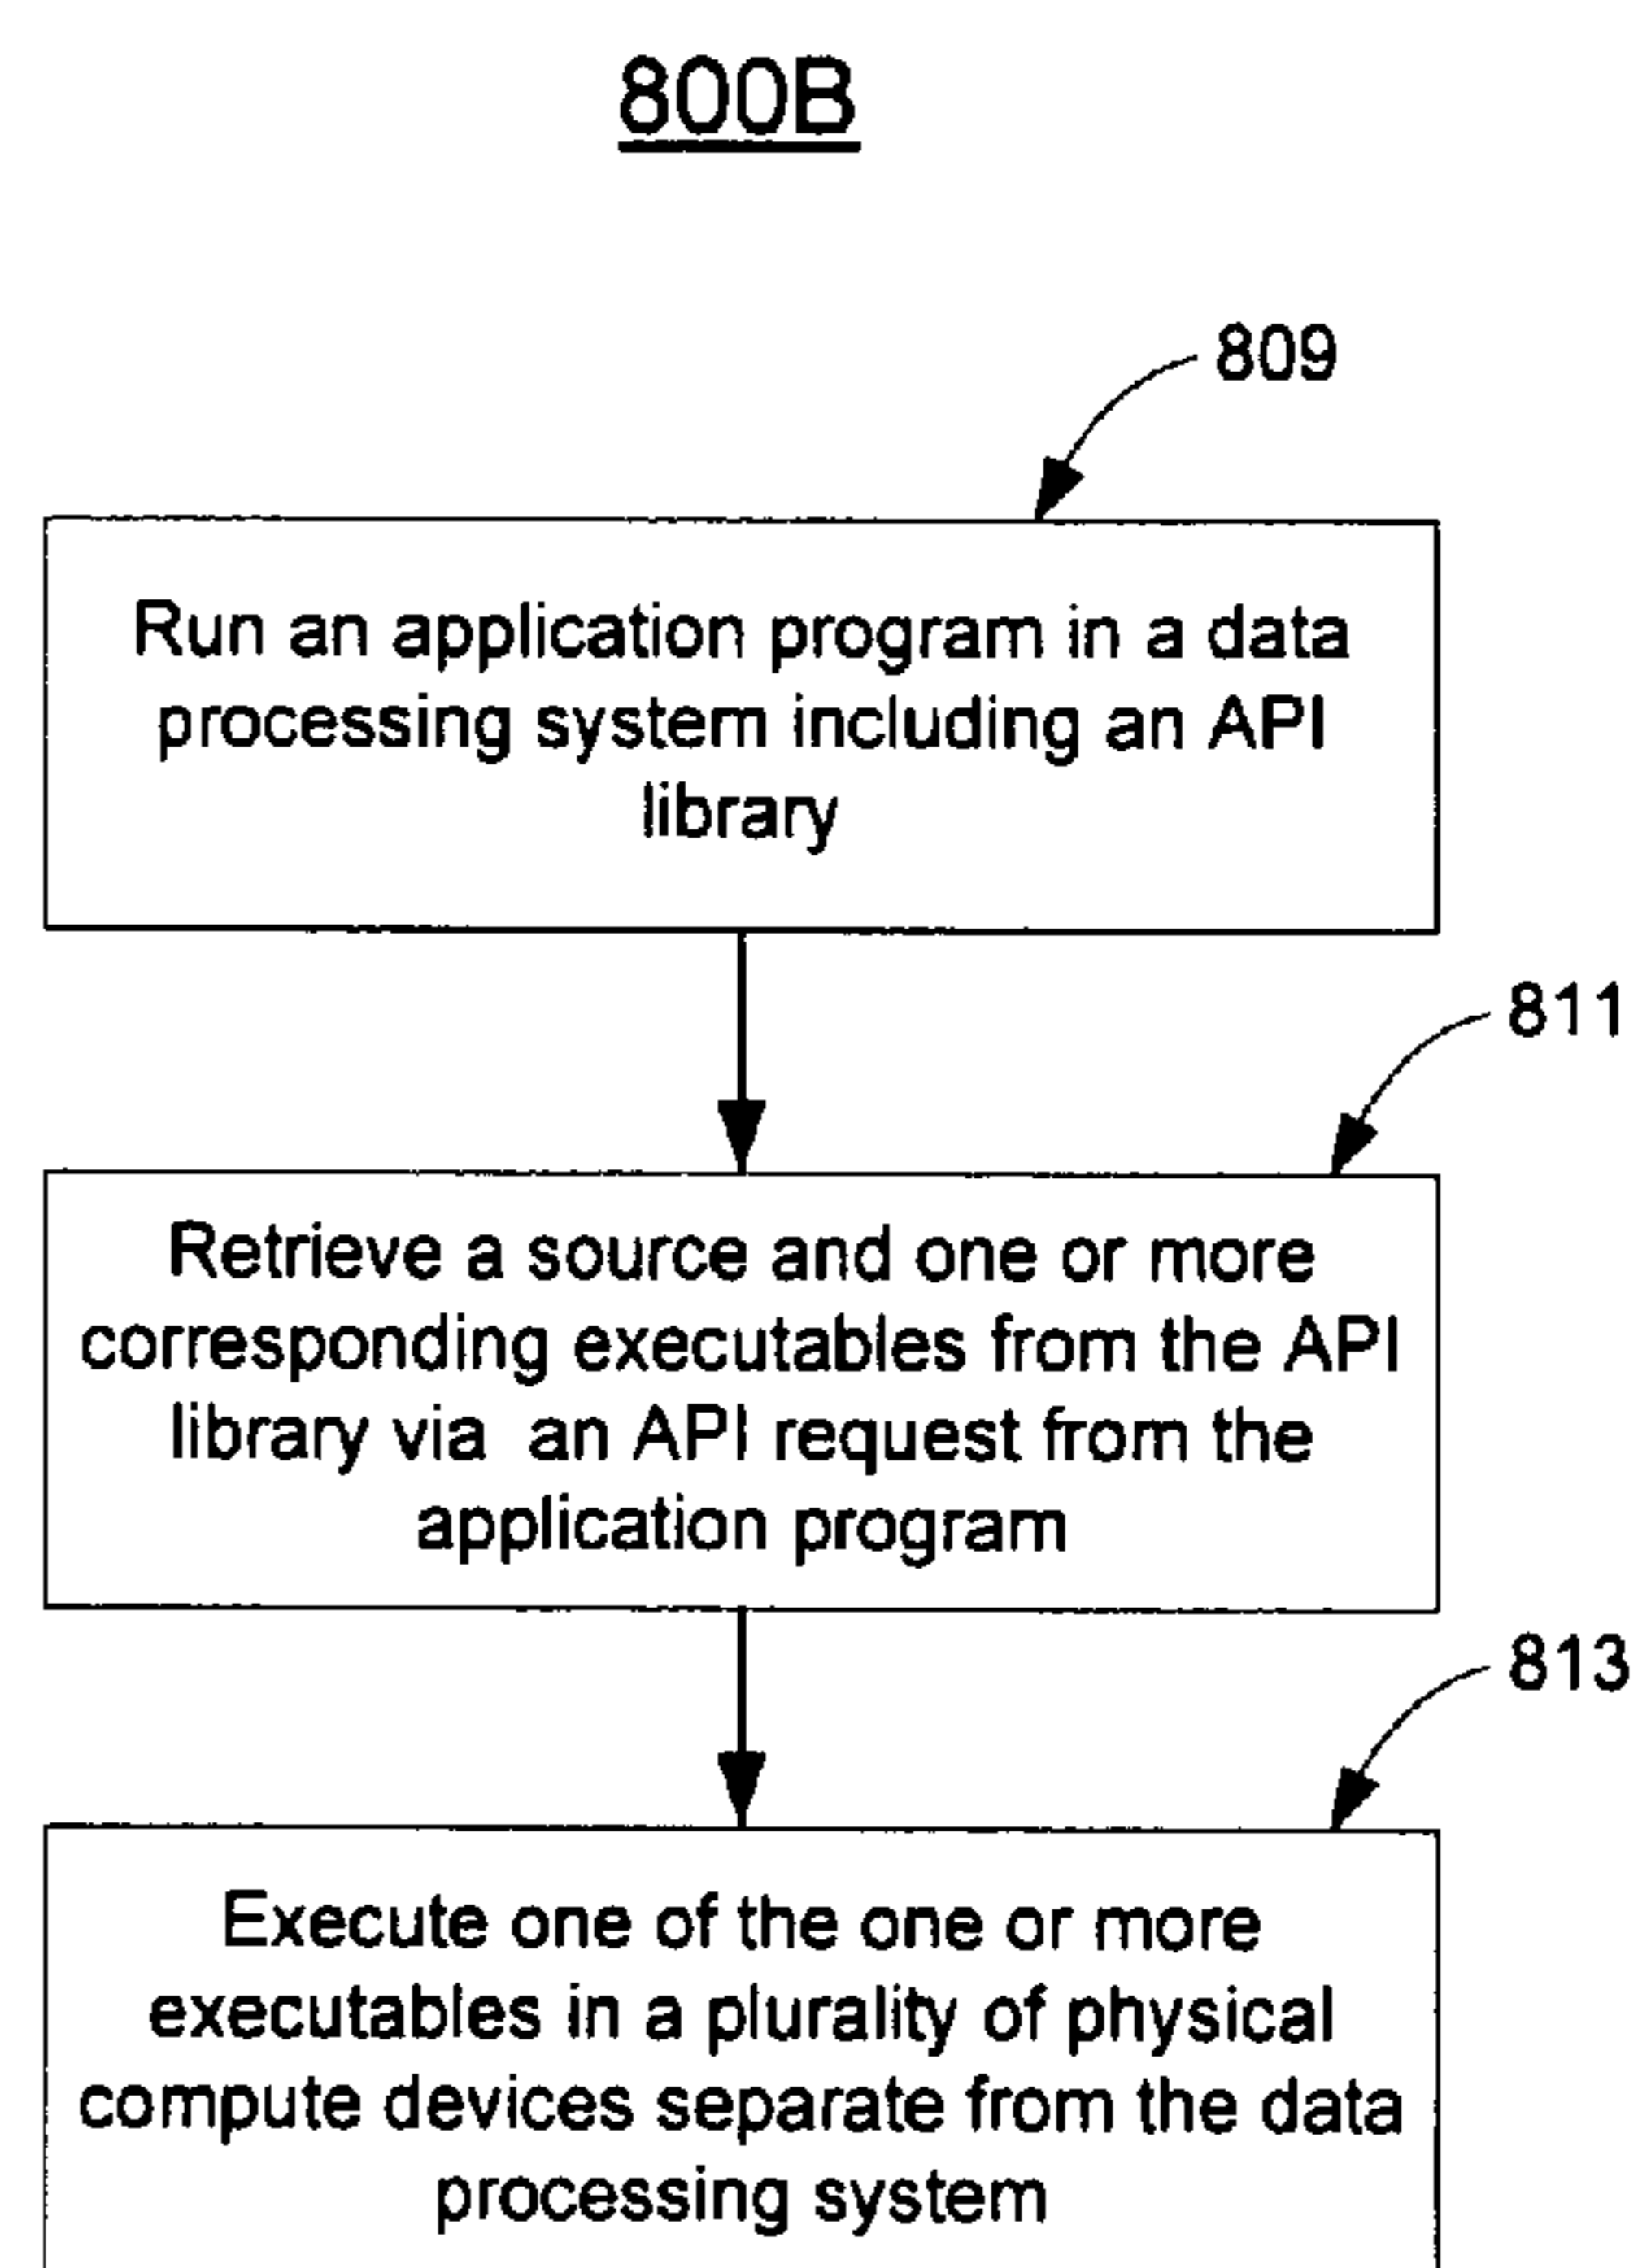 800B
809
Run an application program in a data
processing system including an API
library
811
Retrieve a source and one or more
corresponding executables from the API
library via an API request from the
application program
813
Execute one of the one or more
executables in a plurality of physical
compute devices separate from the data
processing system